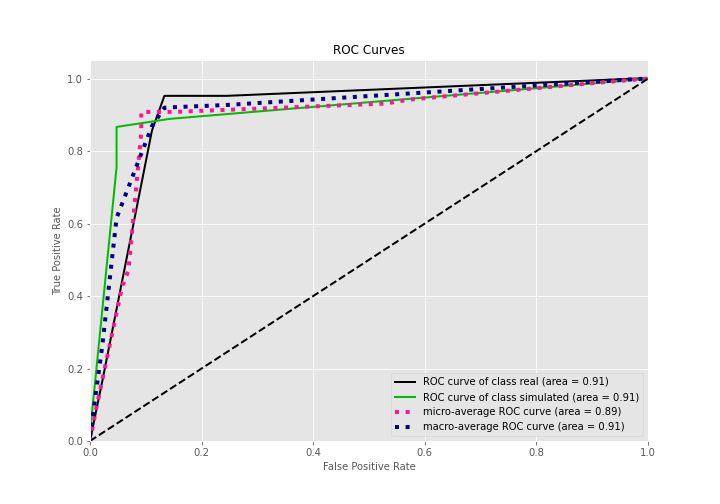 ROC Curves
1.0
0.8
0.6
0.4
0.2
0.0
True Positive Rate
0.0 0.2 0.4 0.6 0.8 1.0
False Positive Rate
ROC curve of class real (area = 0.91)
ROC curve of class simulated (area = 0.91)
micro-average ROC curve (area = 0.89)
macro-average ROC curve (area = 0.91)